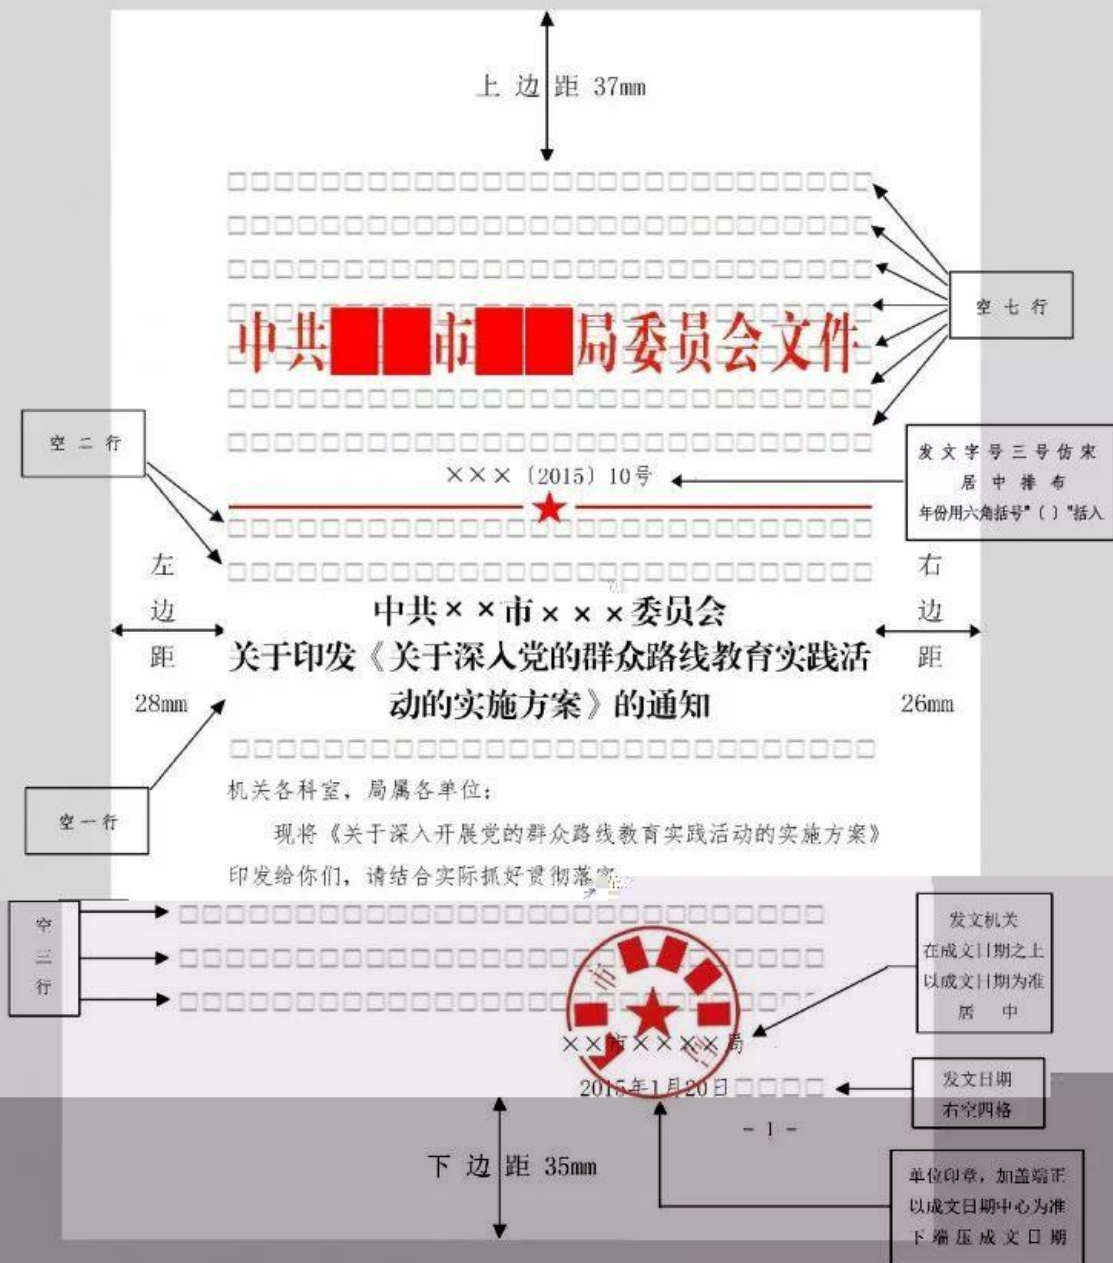 上边距 37mm
空七行
中共██市██局委员会文件
空二行
×××〔2015〕10号
发文字号三号仿宋
居中排布
年份用六角括号"〔〕"括入
左边距
28mm
右边距
26mm
中共××市×××委员会
关于印发《关于深入党的群众路线教育实践活
动的实施方案》的通知
空一行
机关各科室，局属各单位：
现将《关于深入开展党的群众路线教育实践活动的实施方案》
印发给你们，请结合实际抓好贯彻落实
空三行
发文机关
在成文日期之上
以成文日期为准
居中
市
××市××××局
2015年1月20日
发文日期
右空四格
- 1 -
下边距 35mm
单位印章，加盖端正
以成文日期中心为准
下端压成文日期